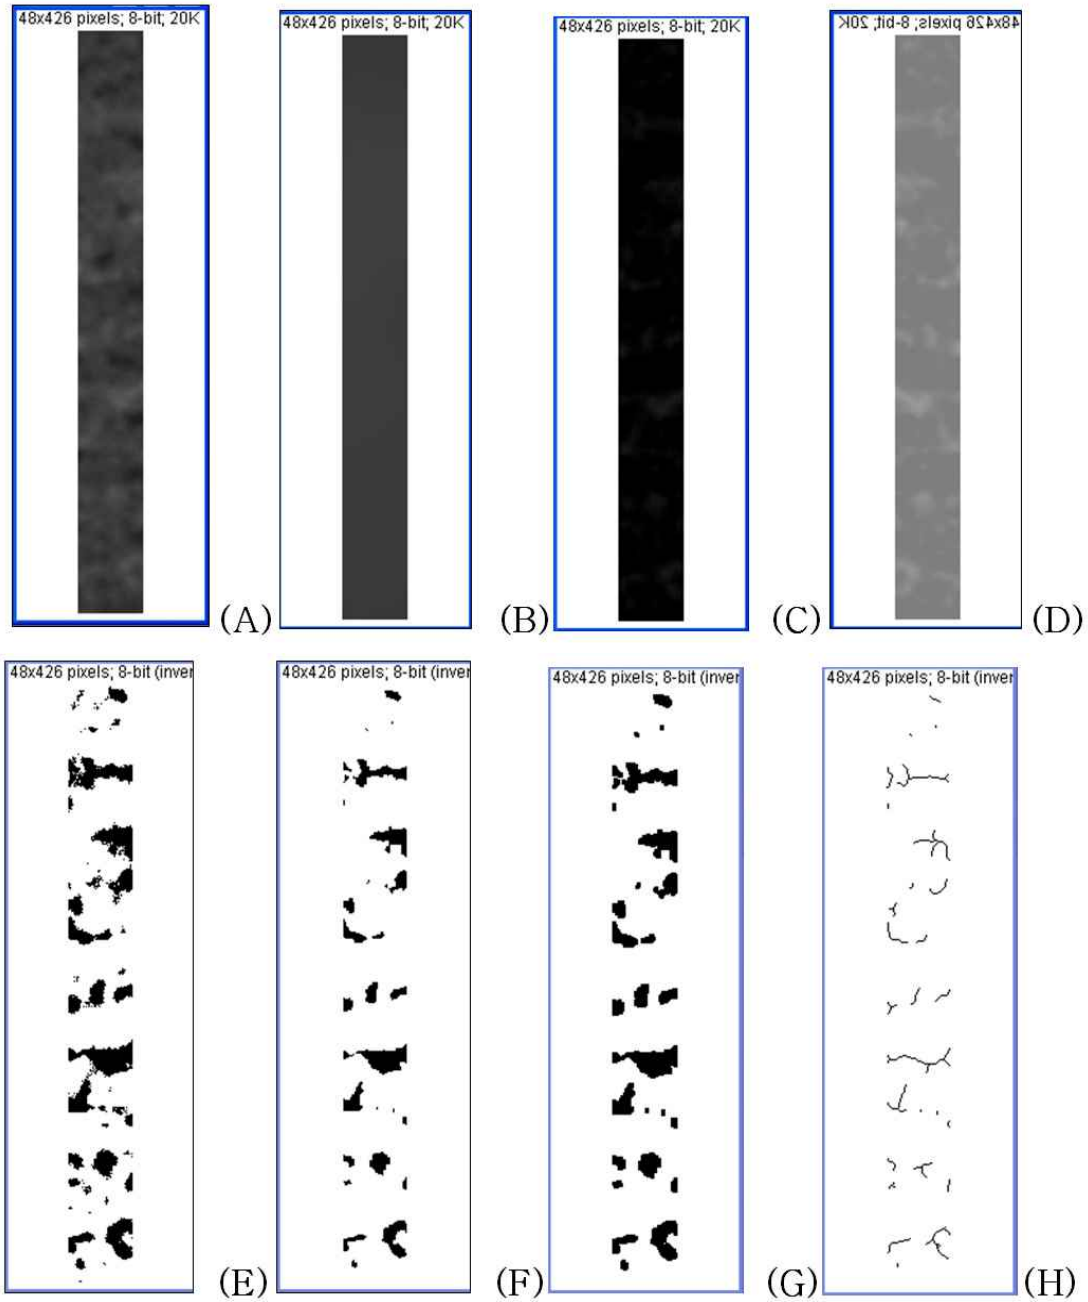 48x426 pixels; 8-bit; 20K
48x426 pixels; 8-bit; 20K
48x426 pixels; 8-bit; 20K
48x426 pixels; 8-bit; 20K
(A)
(B)
(C)
(D)
48x426 pixels; 8-bit (inver
48x426 pixels; 8-bit (inver
48x426 pixels; 8-bit (inver
48x426 pixels; 8-bit (inver
(E)
(F)
(G)
(H)